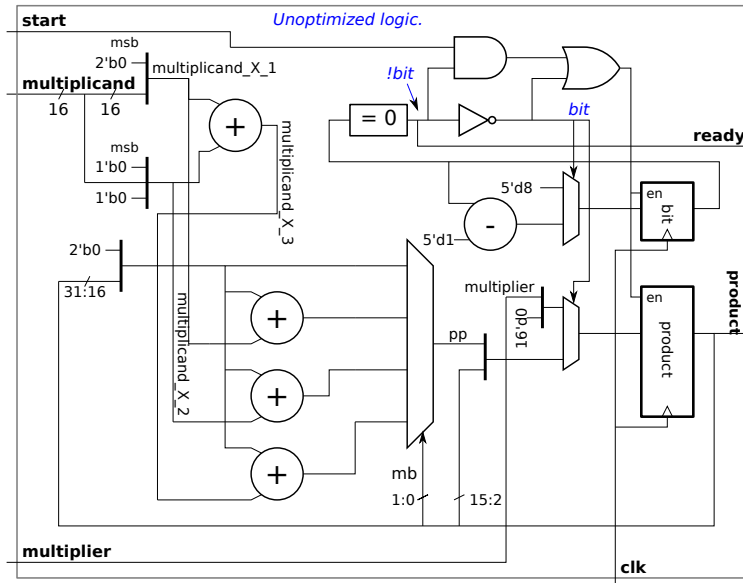 Unoptimized logic.
start
msb
2'b0
multiplicand_X_1
multiplicand
16
16
!bit
= 0
bit
ready
+
msb
1'b0
1'b0
multiplicand_X_3
5'd8
en
bit
-
5'd1
2'b0
31:16
multiplicand_X_2
+
multiplier
16'd0
en
product
product
pp
+
+
mb
1:0
15:2
multiplier
clk